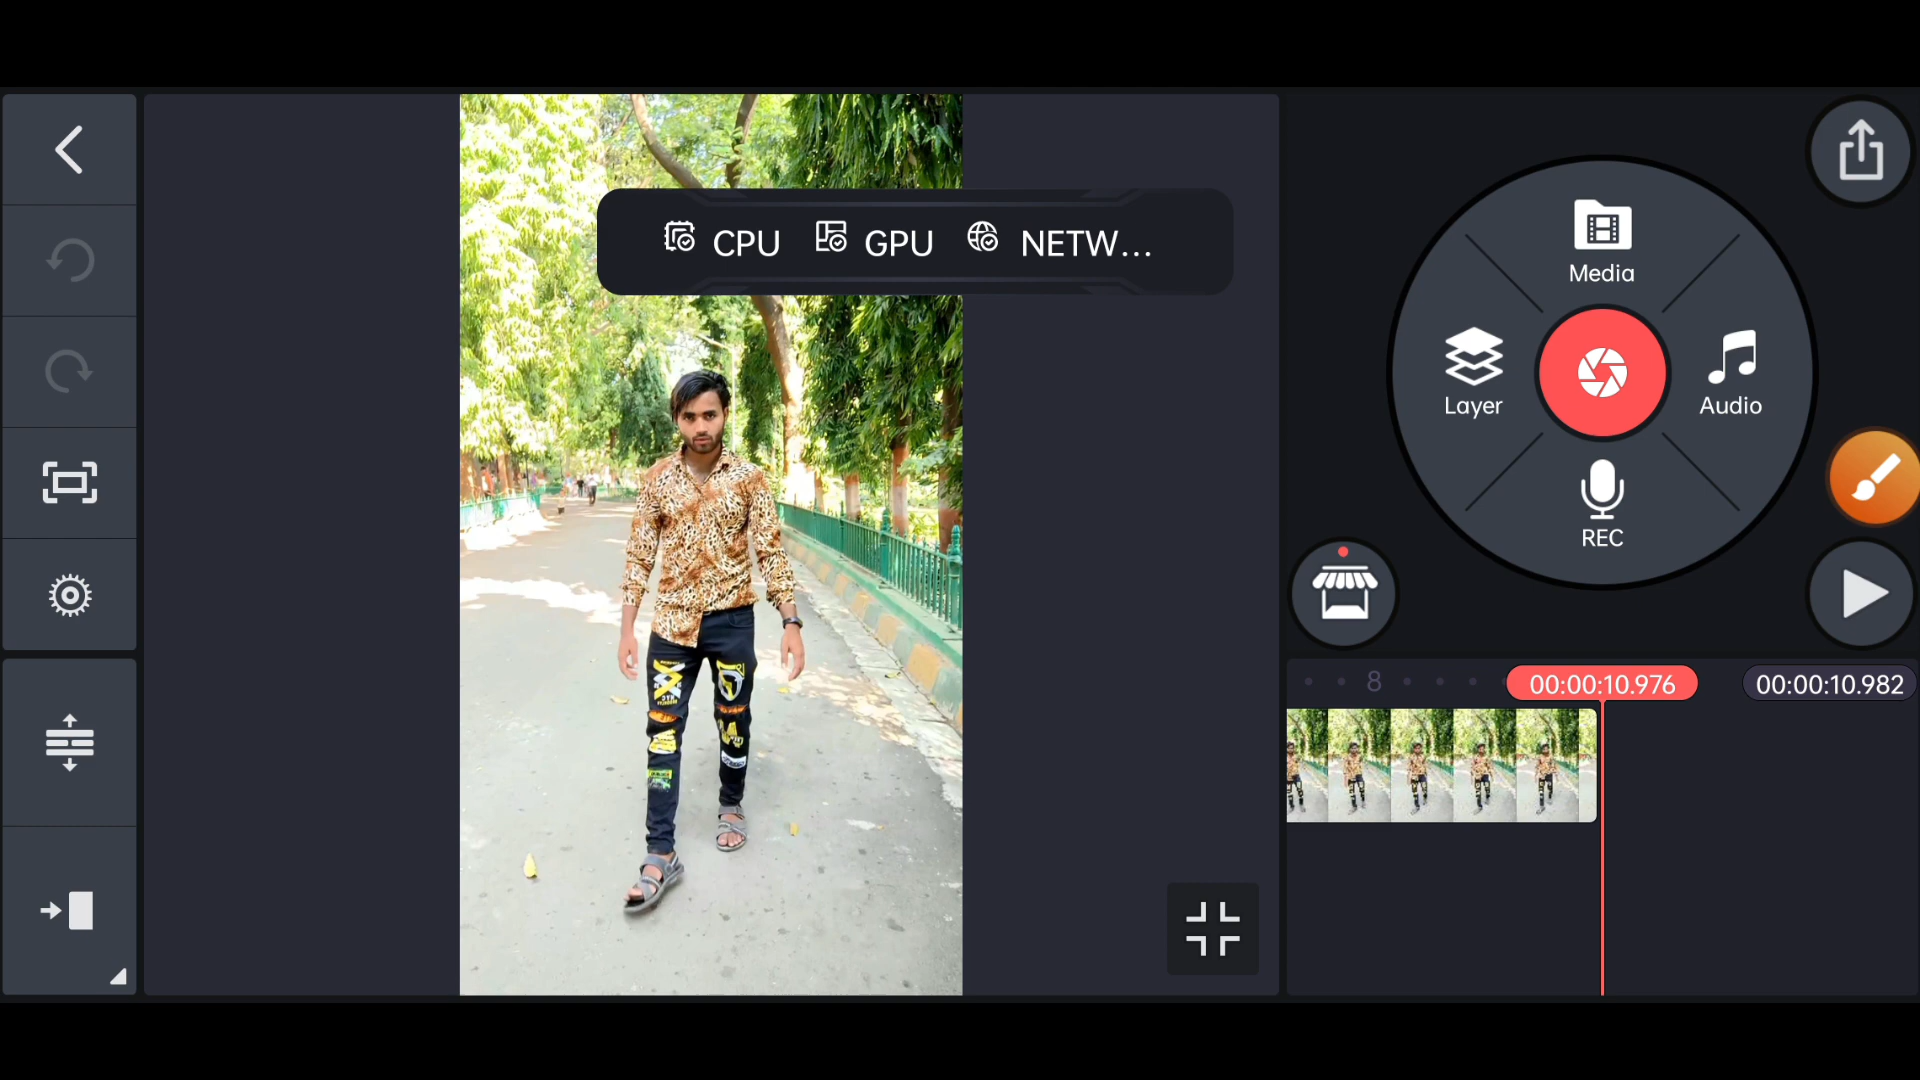 CPU GPU NETW...
Media
Layer
Audio
REC
8
00:00:10.976
00:00:10.982